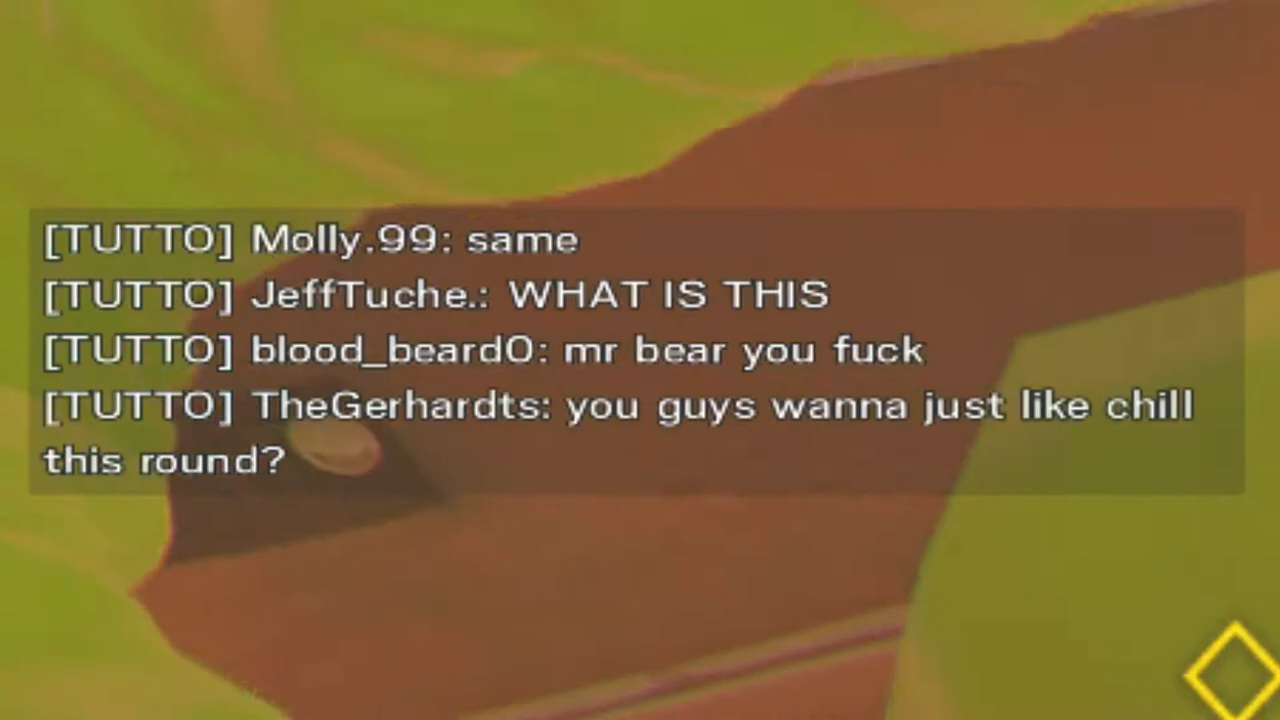 [TUTTO] Molly.99: same
[TUTTO] JeffTuche.: WHAT IS THIS
[TUTTO] blood_beard0: mr bear you fuck
[TUTTO] TheGerhardts: you guys wanna just like chill
this round?